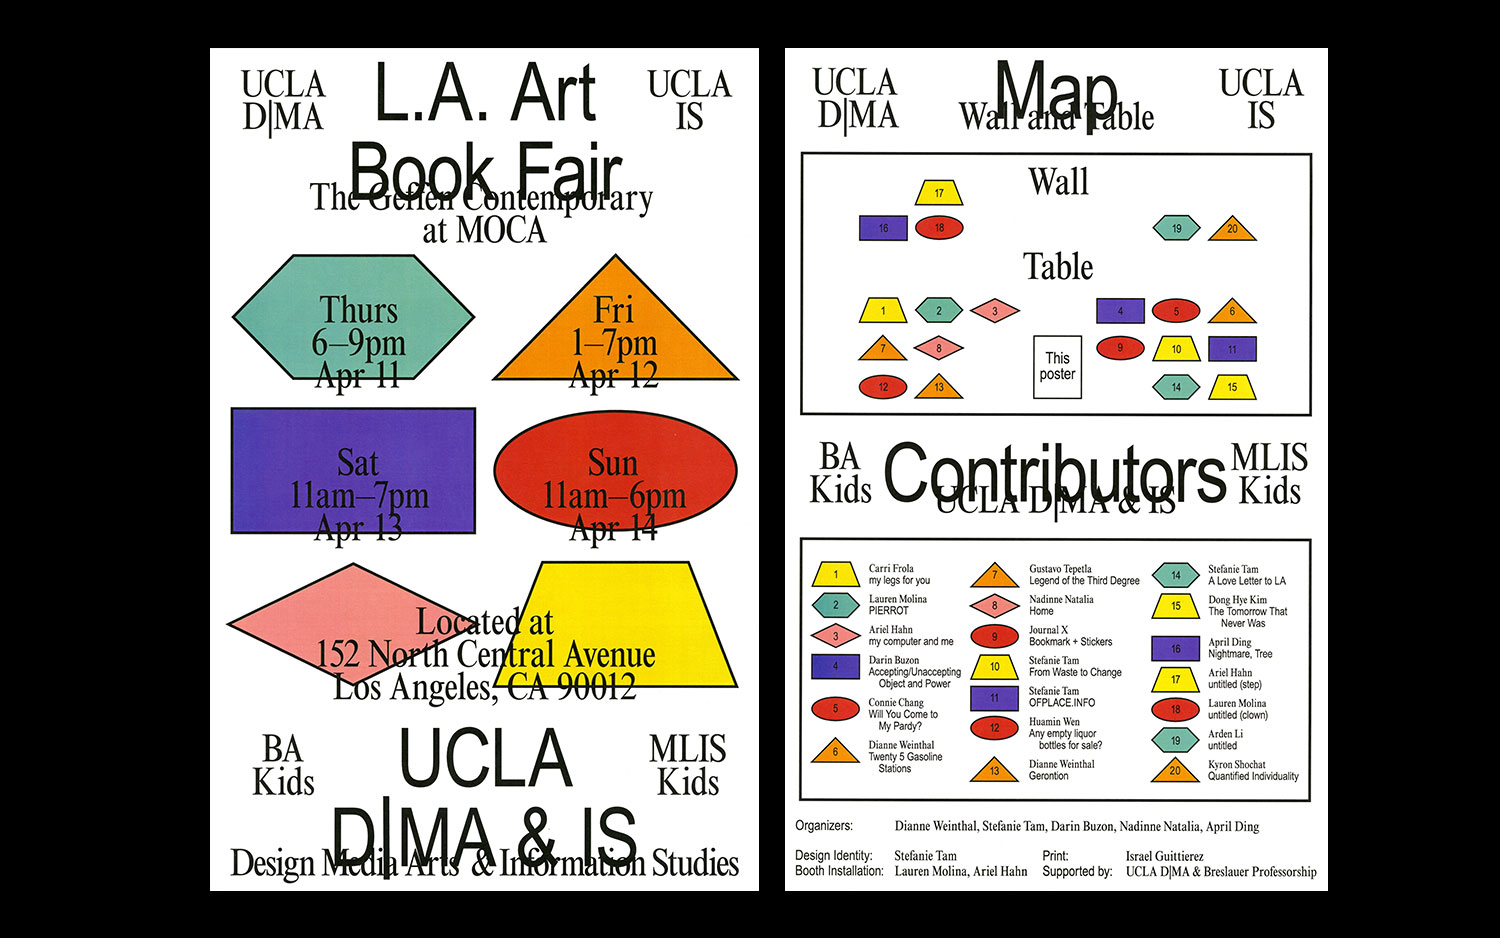 UCLA
D|MA
L.A. Art
Book Fair
UCLA
IS
The Geffen Contemporary
at MOCA
Thurs
6–9pm
Apr 11
Fri
1–7pm
Apr 12
Sat
11am–7pm
Apr 13
Sun
11am–6pm
Apr 14
Located at
152 North Central Avenue
Los Angeles, CA 90012
BA
Kids
UCLA
D|MA & IS
MLIS
Kids
Design Media Arts & Information Studies
UCLA
D|MA
Map
Wall and Table
UCLA
IS
Wall
17
16
18
19
20
Table
1
2
3
4
5
6
7
8
This
poster
9
10
11
12
13
14
15
BA
Kids
Contributors
UCLA D|MA & IS
MLIS
Kids
1
Carri Frola
my legs for you
2
Lauren Molina
PIERROT
3
Ariel Hahn
my computer and me
4
Darin Buzon
Accepting/Unaccepting
Object and Power
5
Connie Chang
Will You Come to
My Pardy?
6
Dianne Weinthal
Twenty 5 Gasoline
Stations
7
Gustavo Tepetla
Legend of the Third Degree
8
Nadinne Natalia
Home
9
Journal X
Bookmark + Stickers
10
Stefanie Tam
From Waste to Change
11
Stefanie Tam
OFPLACE.INFO
12
Huamin Wen
Any empty liquor
bottles for sale?
13
Dianne Weinthal
Gerontion
14
Stefanie Tam
A Love Letter to LA
15
Dong Hye Kim
The Tomorrow That
Never Was
16
April Ding
Nightmare, Tree
17
Ariel Hahn
untitled (step)
18
Lauren Molina
untitled (clown)
19
Arden Li
untitled
20
Kyron Shochat
Quantified Individuality
Organizers: Dianne Weinthal, Stefanie Tam, Darin Buzon, Nadinne Natalia, April Ding
Design Identity: Stefanie Tam Print: Israel Guittierez
Booth Installation: Lauren Molina, Ariel Hahn Supported by: UCLA D|MA & Breslauer Professorship